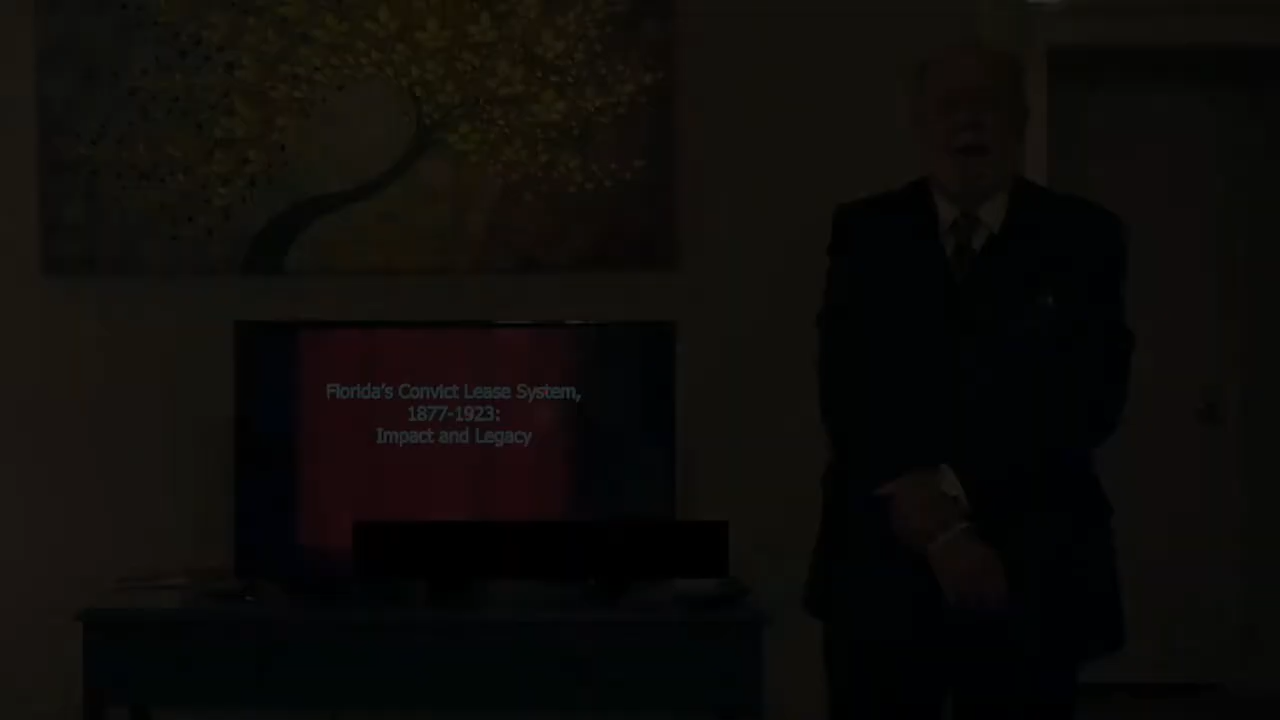 Florida's Convict Lease System,
1877-1923:
Impact and Legacy